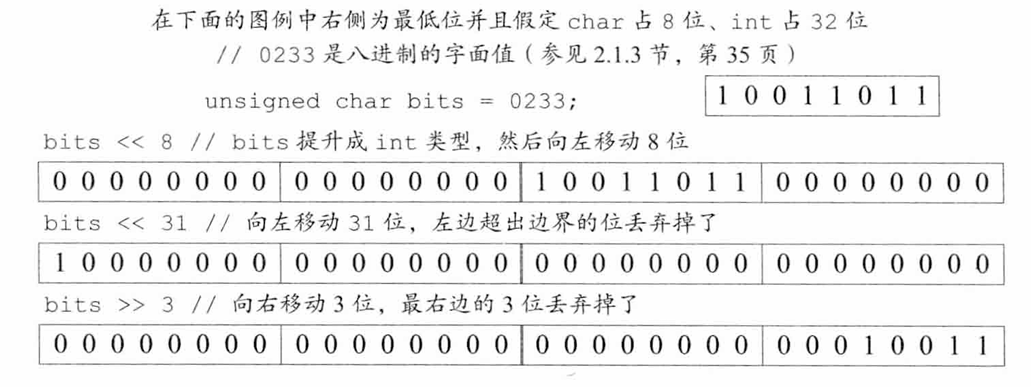 在下面的图例中右侧为最低位并且假定 char 占 8 位、int 占 32 位
// 0233 是八进制的字面值（参见 2.1.3 节，第 35 页）
unsigned char bits = 0233;
1 0 0 1 1 0 1 1
bits << 8 // bits 提升成 int 类型，然后向左移动 8 位
0 0 0 0 0 0 0 0 0 0 0 0 0 0 0 0 1 0 0 1 1 0 1 1 0 0 0 0 0 0 0 0
bits << 31 // 向左移动 31 位，左边超出边界的位丢弃掉了
1 0 0 0 0 0 0 0 0 0 0 0 0 0 0 0 0 0 0 0 0 0 0 0 0 0 0 0 0 0 0 0
bits >> 3 // 向右移动 3 位，最右边的 3 位丢弃掉了
0 0 0 0 0 0 0 0 0 0 0 0 0 0 0 0 0 0 0 0 0 0 0 0 0 0 0 1 0 0 1 1